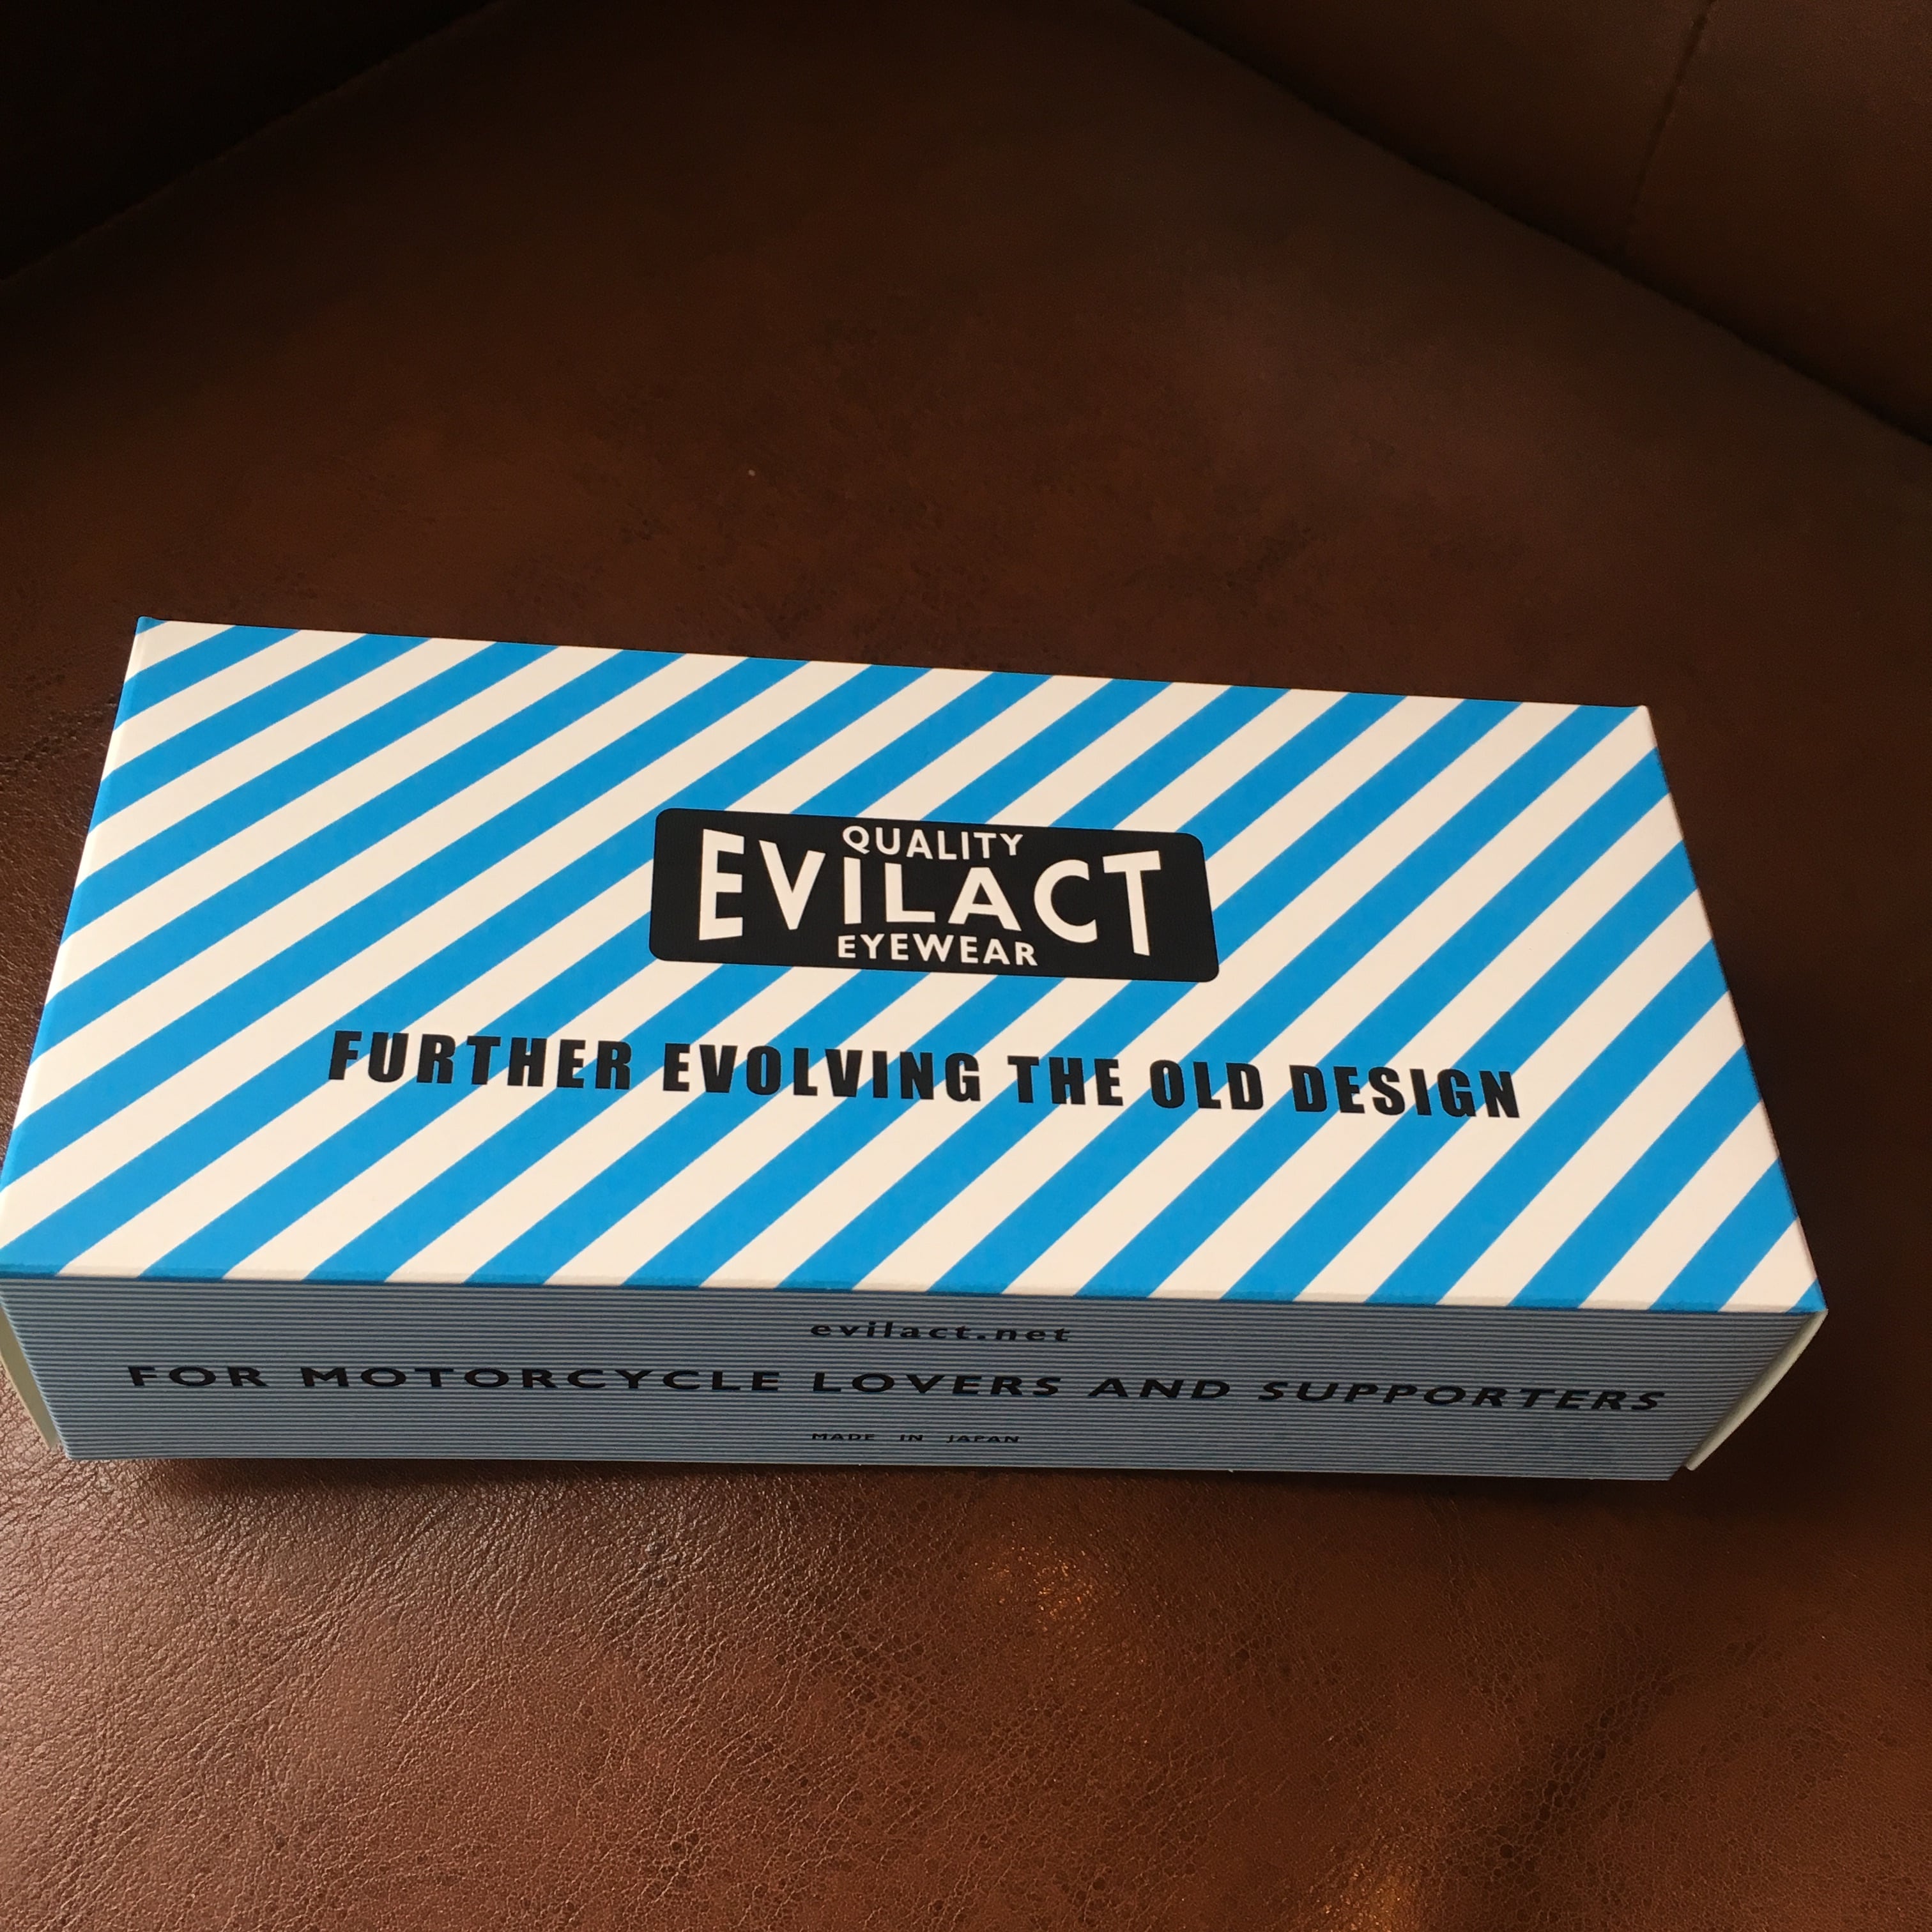 QUALITY
EVILACT
EYEWEAR
FURTHER EVOLVING THE OLD DESIGN
evilact.net
FOR MOTORCYCLE LOVERS AND SUPPORTERS
MADE IN JAPAN